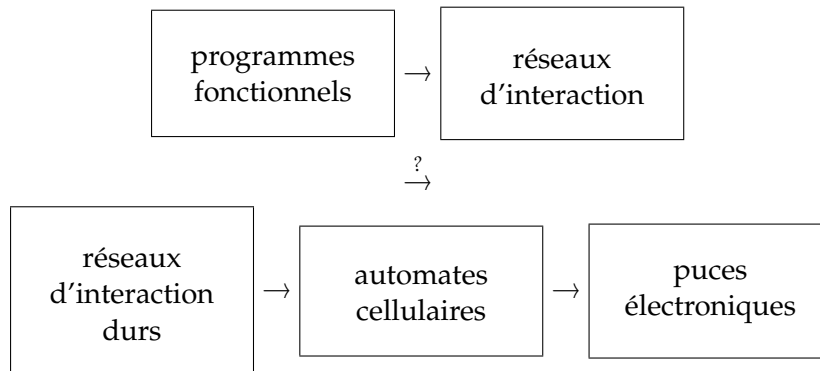 programmes
fonctionnels
→
réseaux
d'interaction
?
→
réseaux
d'interaction
durs
→
automates
cellulaires
→
puces
électroniques